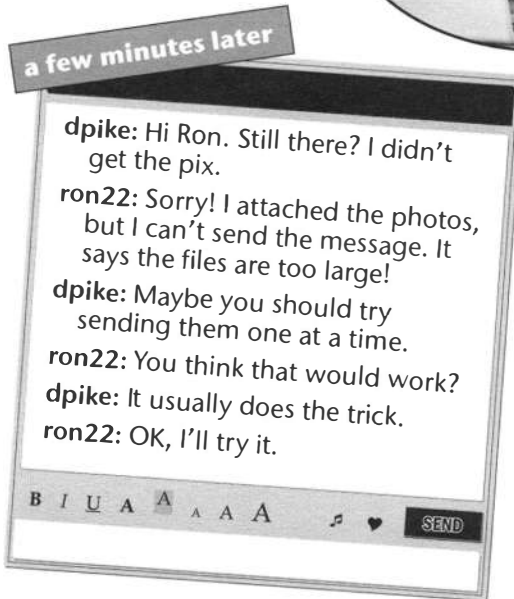 a few minutes later
dpike: Hi Ron. Still there? I didn't
get the pix.
ron22: Sorry! I attached the photos,
but I can't send the message. It
says the files are too large!
dpike: Maybe you should try
sending them one at a time.
ron22: You think that would work?
dpike: It usually does the trick.
ron22: OK, I'll try it.
B I U A A A A A SEND